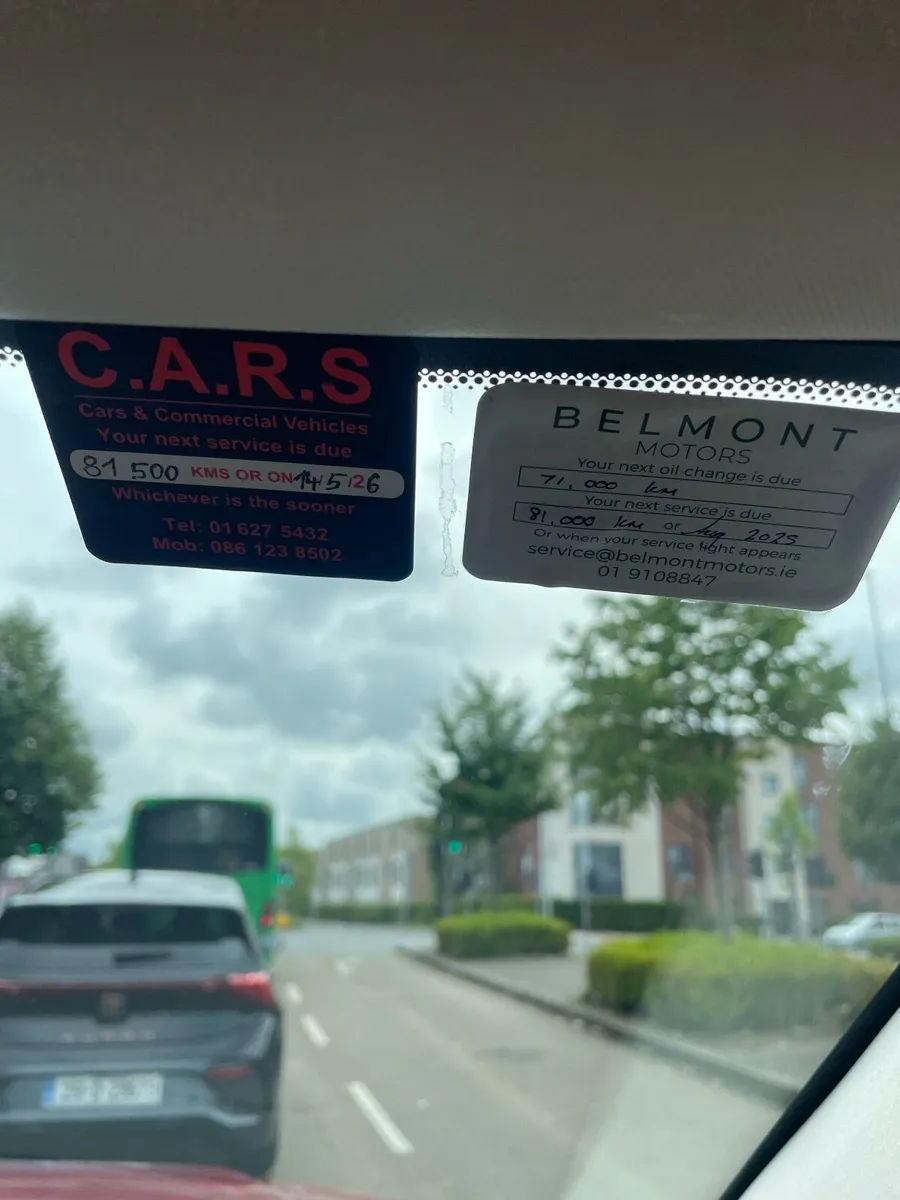 C.A.R.S
Cars & Commercial Vehicles
Your next service is due
81 500 KMS OR ON 14 5 /26
Whichever is the sooner
Tel: 01 627 5432
Mob: 086 123 8502
BELMONT
MOTORS
Your next oil change is due
71,000 km
Your next service is due
81,000 km or Aug 2025
Or when your service light appears
service@belmontmotors.ie
01 9108847